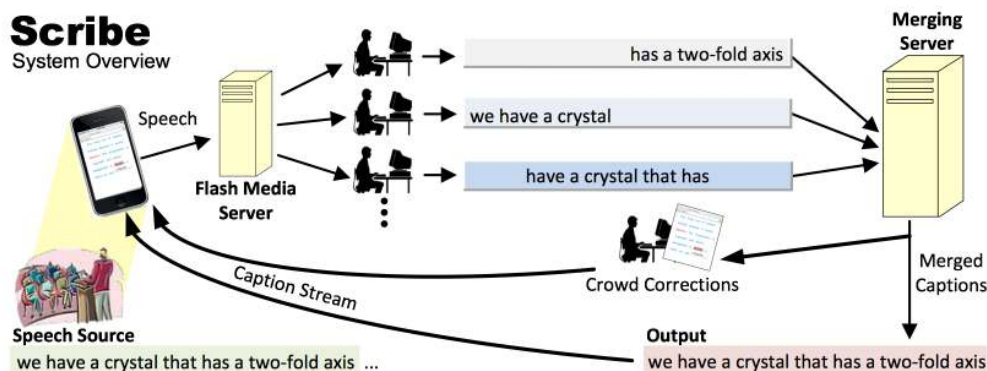 Scribe
System Overview
Merging
Server
has a two-fold axis
Speech
we have a crystal
have a crystal that has
Flash Media
Server
Crowd Corrections
Merged
Captions
Caption Stream
Speech Source
Output
we have a crystal that has a two-fold axis ...
we have a crystal that has a two-fold axis